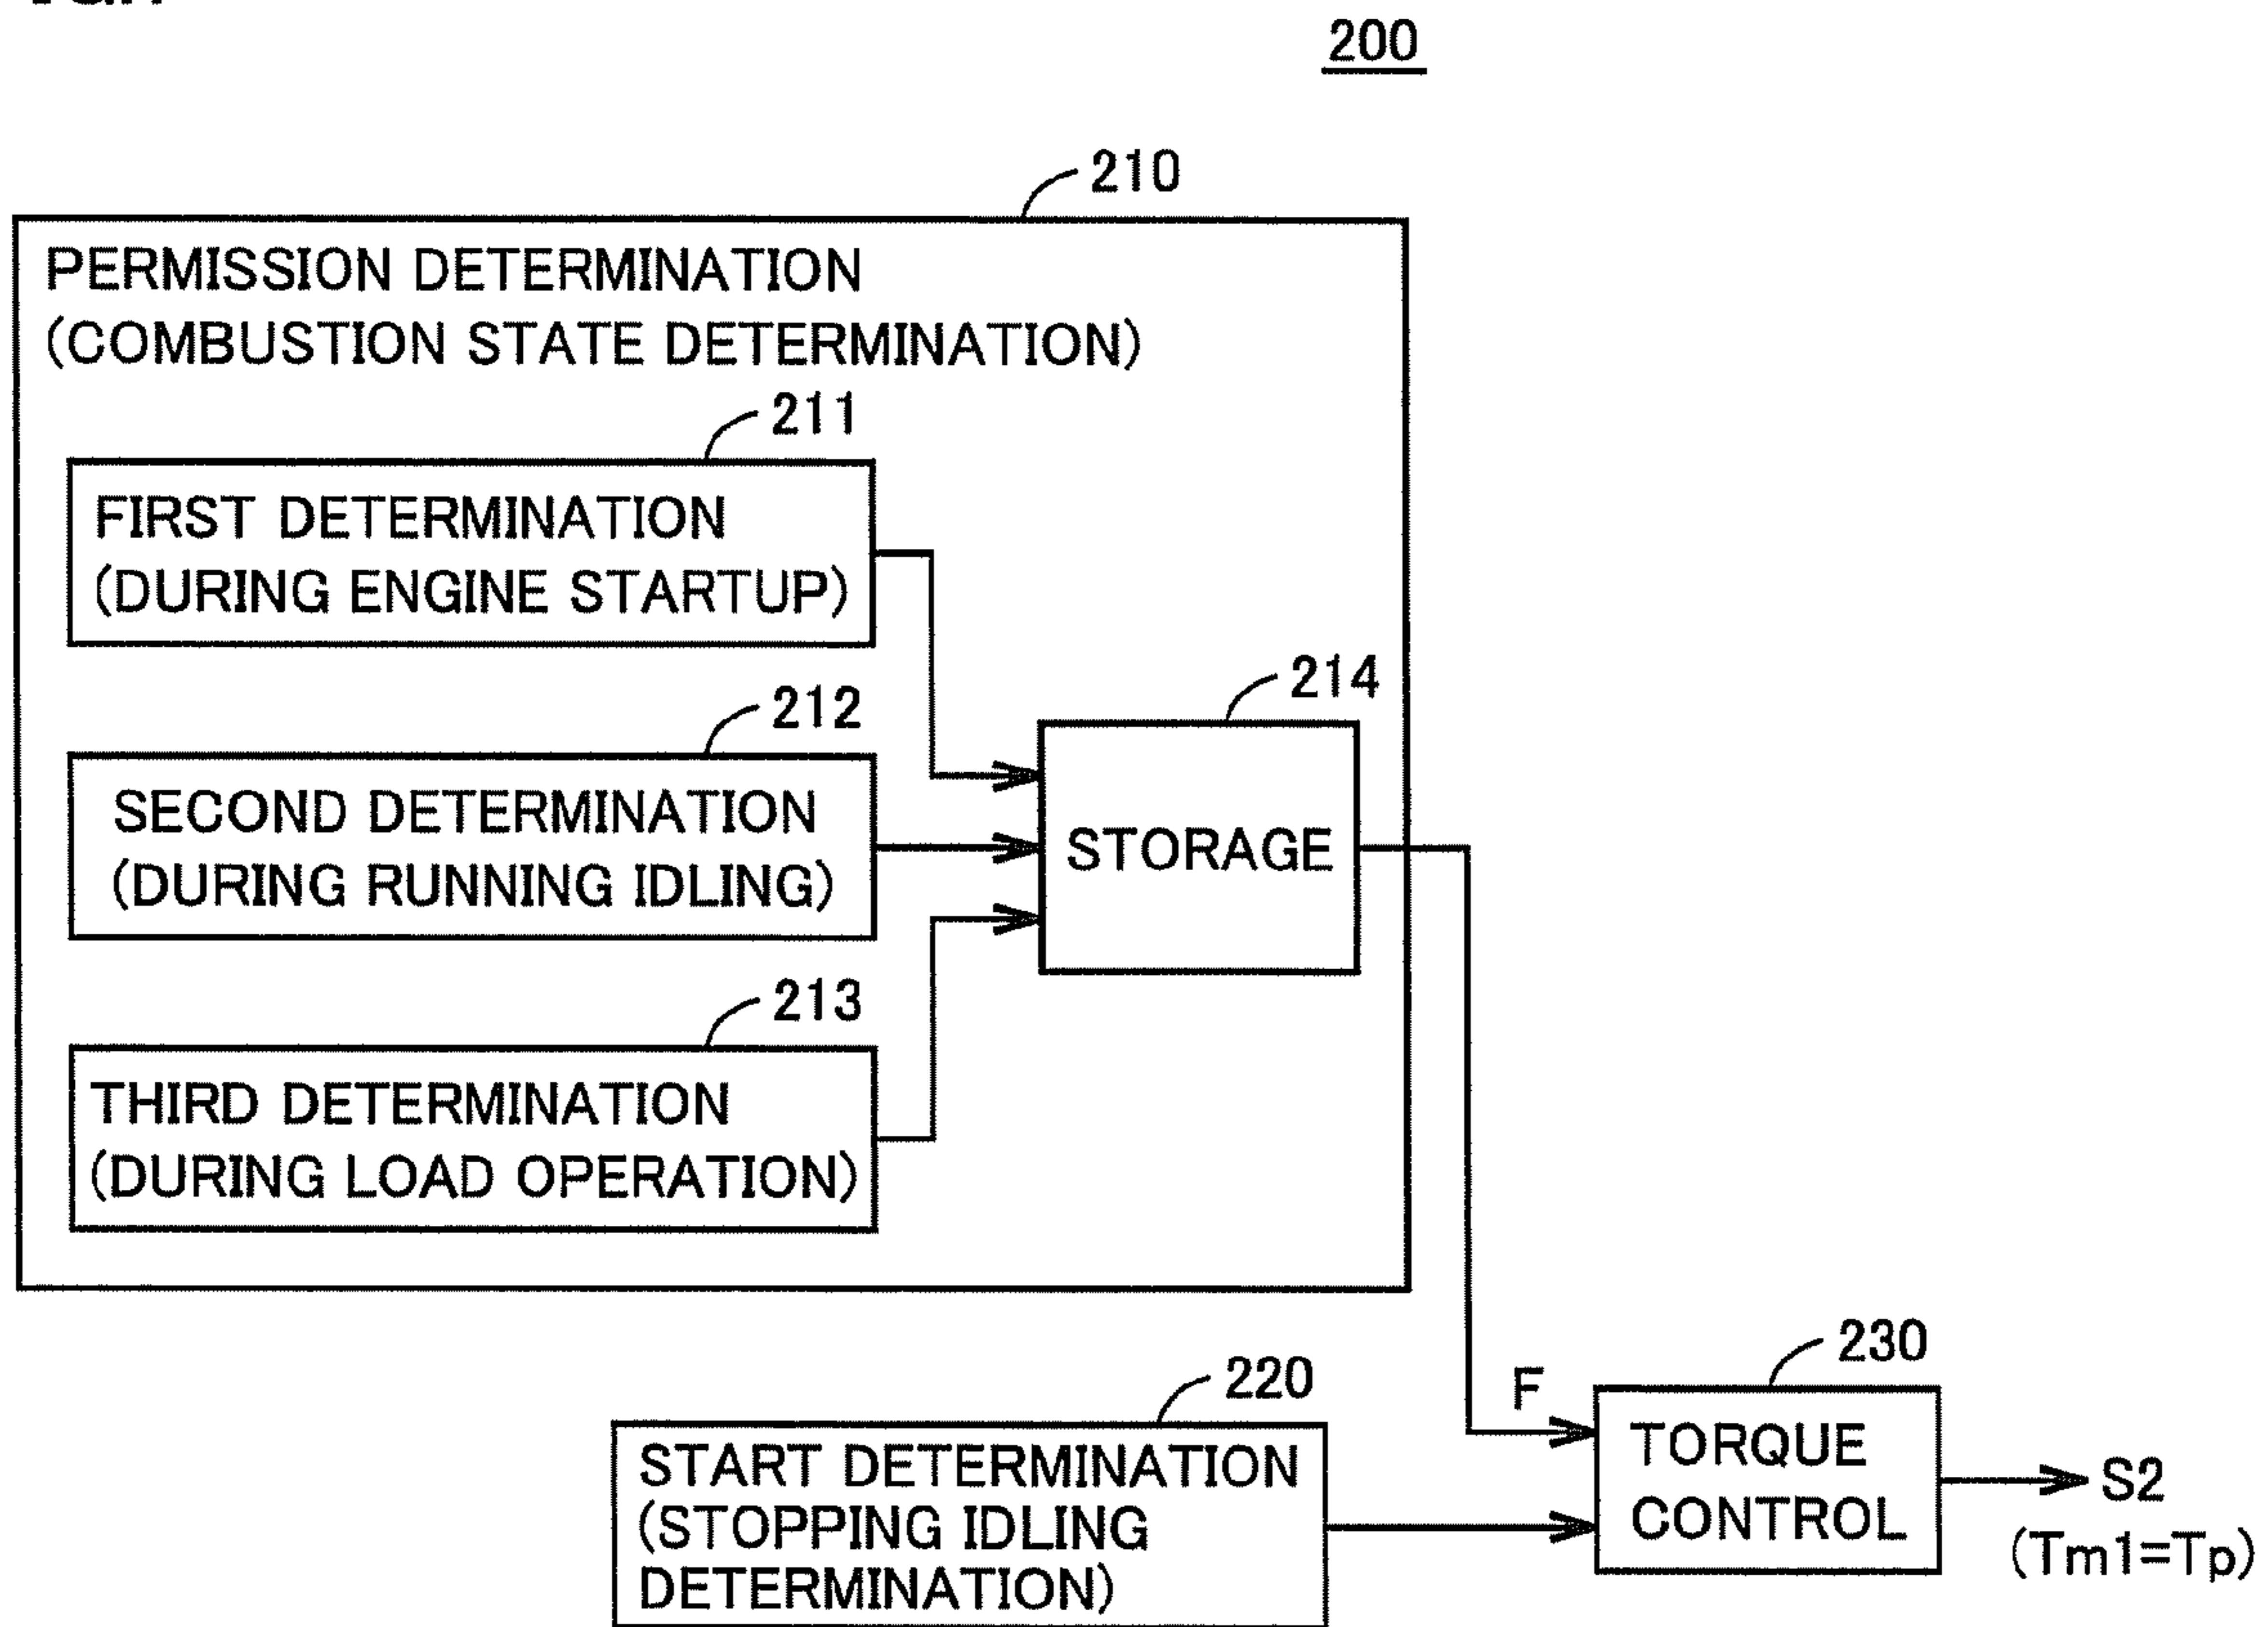 200
210
PERMISSION DETERMINATION
(COMBUSTION STATE DETERMINATION)
211
FIRST DETERMINATION
(DURING ENGINE STARTUP)
212
SECOND DETERMINATION
(DURING RUNNING IDLING)
213
THIRD DETERMINATION
(DURING LOAD OPERATION)
214
STORAGE
220
START DETERMINATION
(STOPPING IDLING
DETERMINATION)
F
230
TORQUE
CONTROL
S2
(Tm1=Tp)